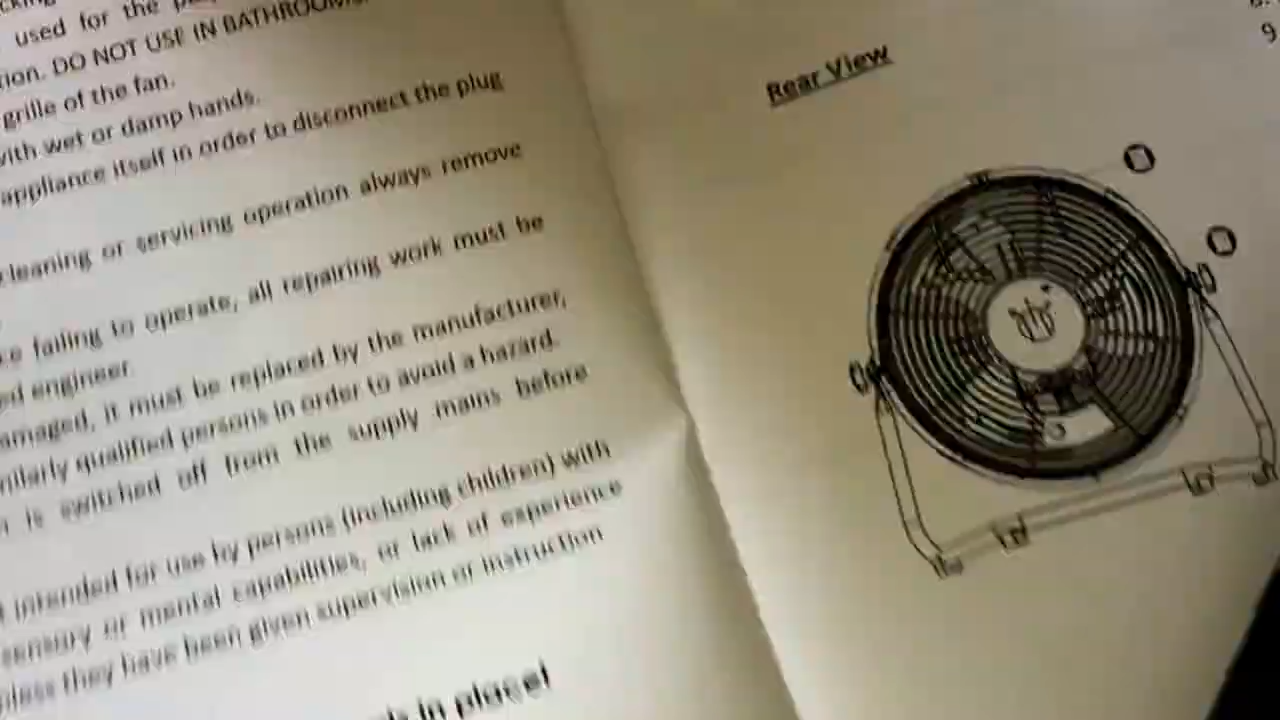 used for the
tion. DO NOT USE IN BATHROOMS.
grille of the fan.
with wet or damp hands.
appliance itself in order to disconnect the plug
cleaning or servicing operation always remove
failing to operate, all repairing work must be
ed engineer.
amaged, it must be replaced by the manufacturer,
milarly qualified persons in order to avoid a hazard.
is switched off from the supply mains before
intended for use by persons (including children) with
sensory or mental capabilities, or lack of experience
nless they have been given supervision or instruction
in place!
Rear View
9